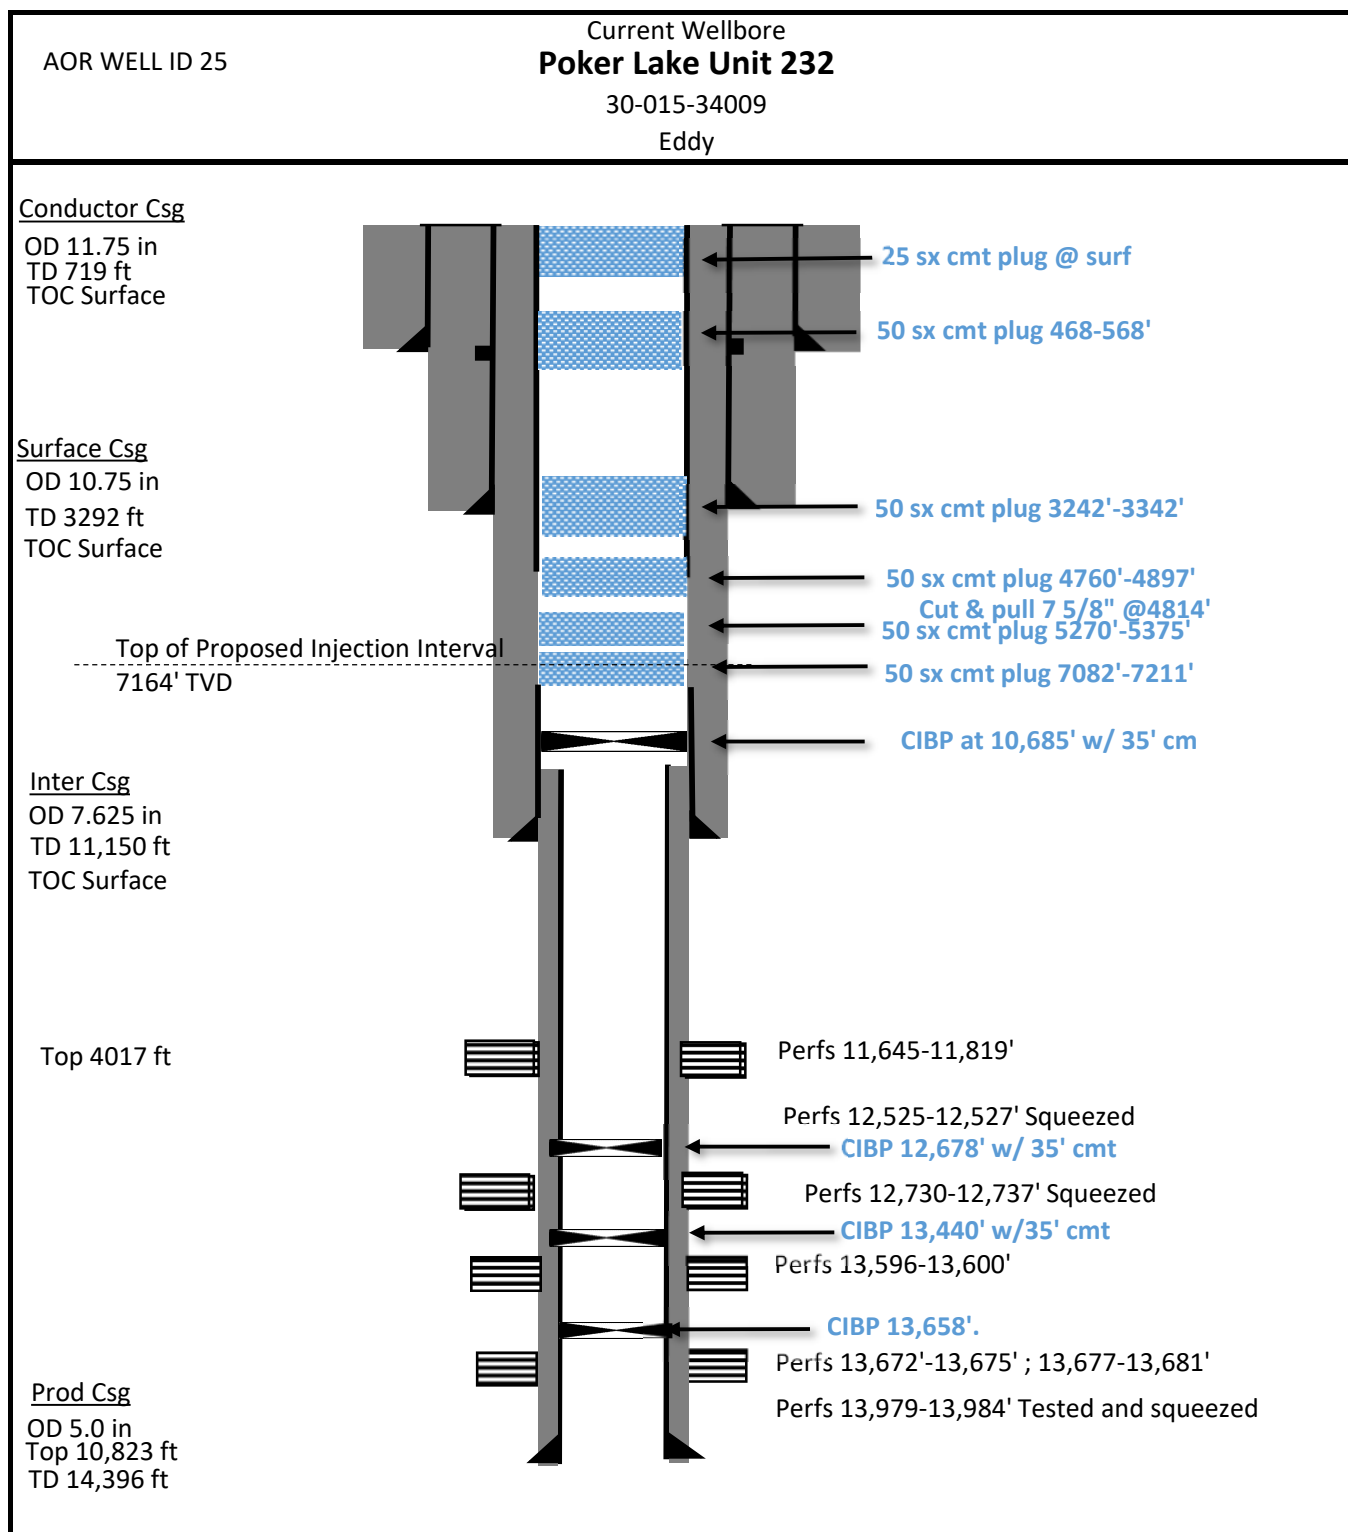 Current Wellbore
AOR WELL ID 25
Poker Lake Unit 232
30-015-34009
Eddy
Conductor Csg
OD 11.75 in
TD 719 ft
TOC Surface
25 sx cmt plug @ surf
50 sx cmt plug 468-568'
Surface Csg
OD 10.75 in
TD 3292 ft
TOC Surface
50 sx cmt plug 3242'-3342'
50 sx cmt plug 4760'-4897'
Cut & pull 7 5/8" @4814'
50 sx cmt plug 5270'-5375'
Top of Proposed Injection Interval
7164' TVD
50 sx cmt plug 7082'-7211'
CIBP at 10,685' w/ 35' cm
Inter Csg
OD 7.625 in
TD 11,150 ft
TOC Surface
Top 4017 ft
Perfs 11,645-11,819'
Perfs 12,525-12,527' Squeezed
CIBP 12,678' w/ 35' cmt
Perfs 12,730-12,737' Squeezed
CIBP 13,440' w/35' cmt
Perfs 13,596-13,600'
CIBP 13,658'.
Perfs 13,672'-13,675' ; 13,677-13,681'
Perfs 13,979-13,984' Tested and squeezed
Prod Csg
OD 5.0 in
Top 10,823 ft
TD 14,396 ft